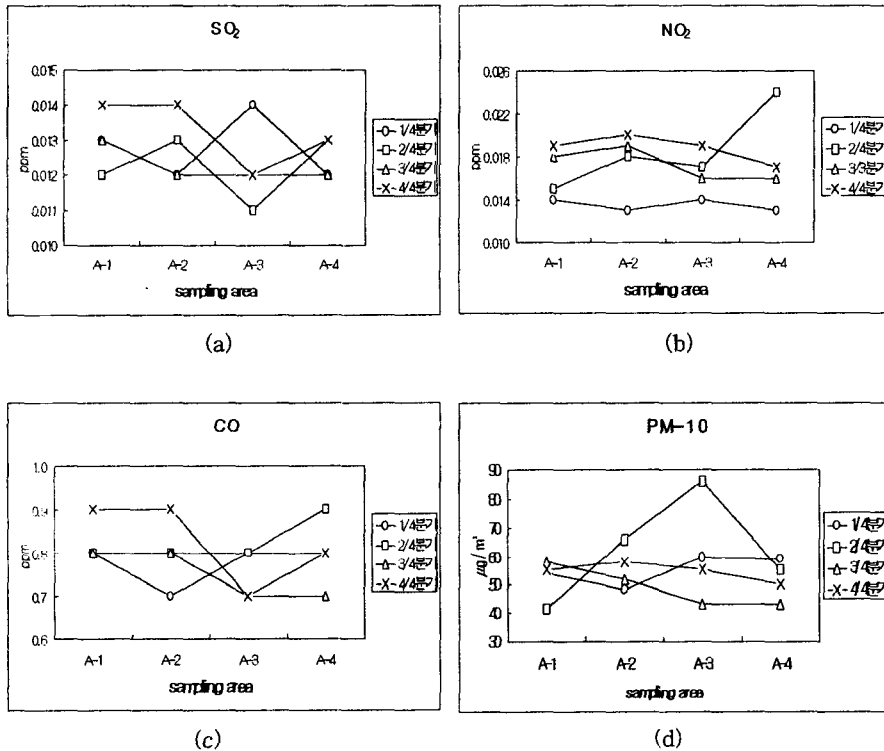 SO₂
0.015
0.014
0.013
0.012
0.011
0.010
ppm
A-1 A-2 A-3 A-4
sampling area
1/4분기
2/4분기
3/4분기
4/4분기
(a)
NO₂
0.026
0.022
0.018
0.014
0.010
ppm
A-1 A-2 A-3 A-4
sampling area
1/4분기
2/4분기
3/3분기
4/4분기
(b)
CO
1.0
0.9
0.8
0.7
0.6
ppm
A-1 A-2 A-3 A-4
sampling area
1/4분기
2/4분기
3/4분기
4/4분기
(c)
PM-10
90
80
70
60
50
40
30
μg/m³
A-1 A-2 A-3 A-4
sampling area
1/4분기
2/4분기
3/4분기
4/4분기
(d)